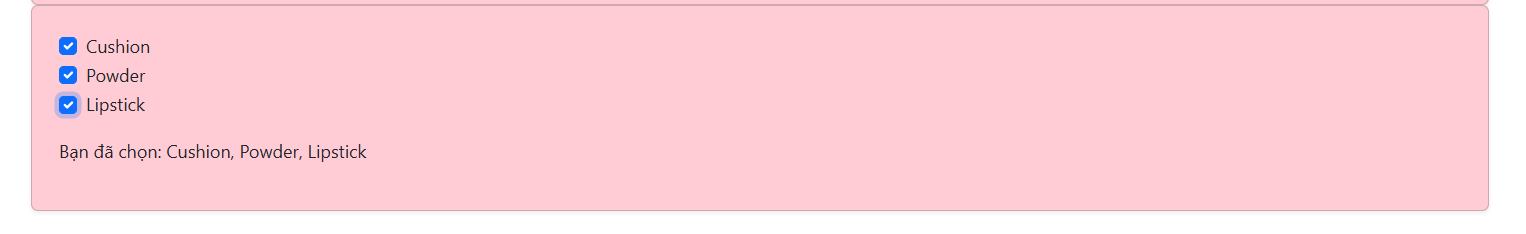 Cushion
Powder
Lipstick
Bạn đã chọn: Cushion, Powder, Lipstick